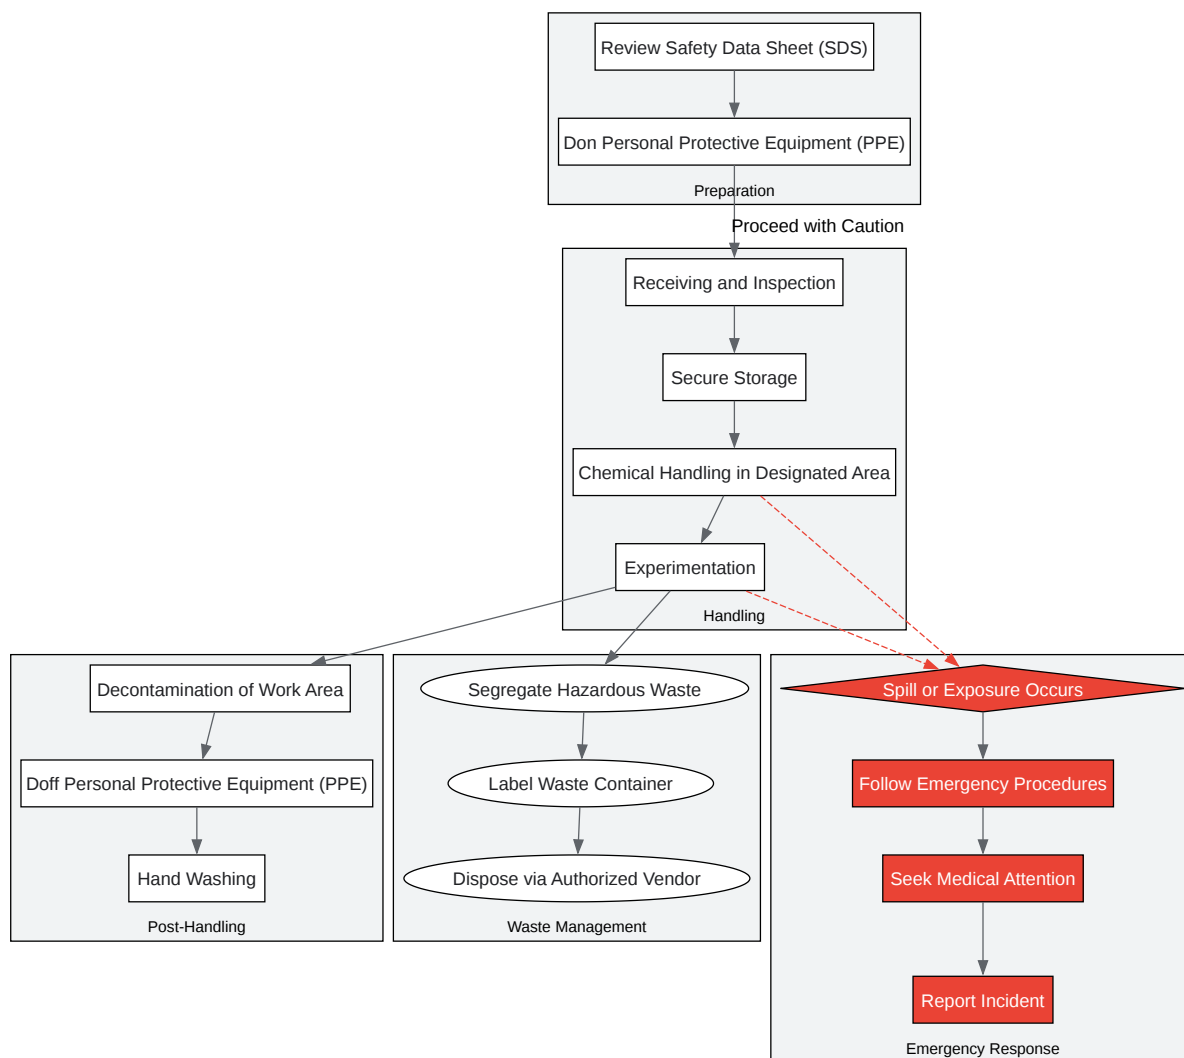 Review Safety Data Sheet (SDS)
Don Personal Protective Equipment (PPE)
Preparation
Proceed with Caution
Receiving and Inspection
Secure Storage
Chemical Handling in Designated Area
Experimentation
Handling
Decontamination of Work Area
Doff Personal Protective Equipment (PPE)
Hand Washing
Post-Handling
Segregate Hazardous Waste
Label Waste Container
Dispose via Authorized Vendor
Waste Management
Spill or Exposure Occurs
Follow Emergency Procedures
Seek Medical Attention
Report Incident
Emergency Response